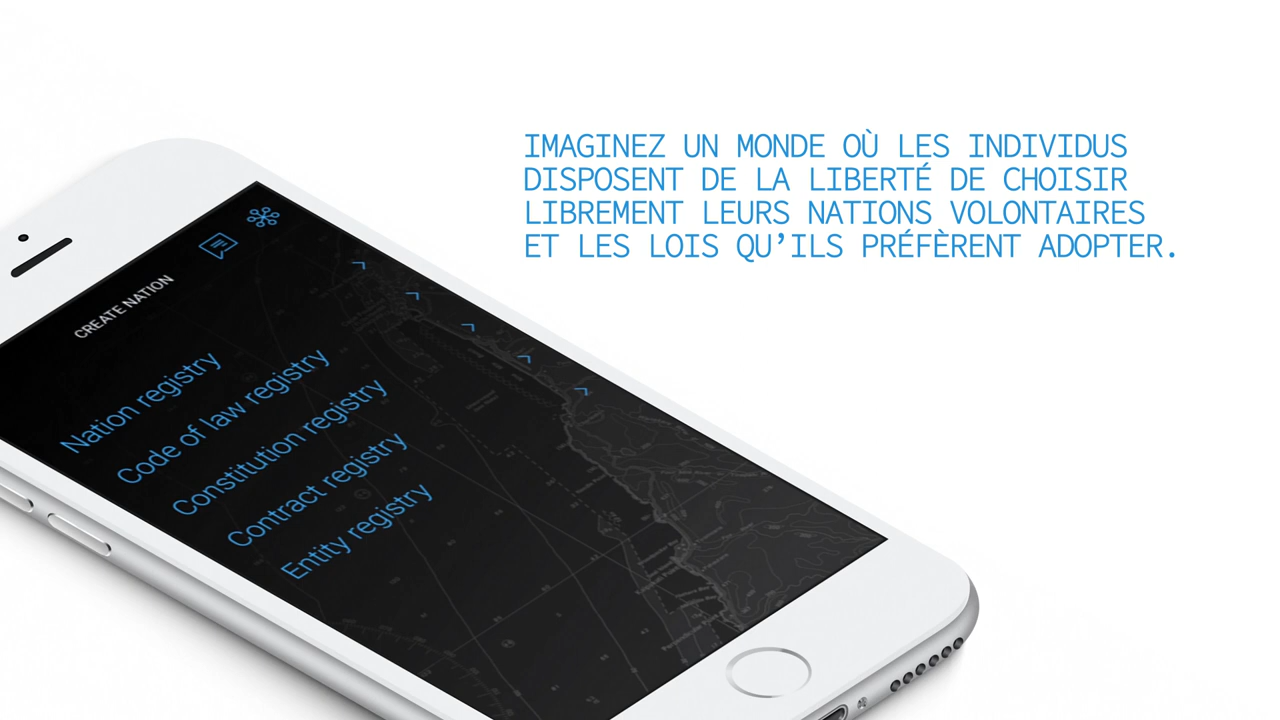 IMAGINEZ UN MONDE OÙ LES INDIVIDUS
DISPOSENT DE LA LIBERTÉ DE CHOISIR
LIBREMENT LEURS NATIONS VOLONTAIRES
ET LES LOIS QU’ILS PRÉFÈRENT ADOPTER.
CREATE NATION
Nation registry
Code of law registry
Constitution registry
Contract registry
Entity registry